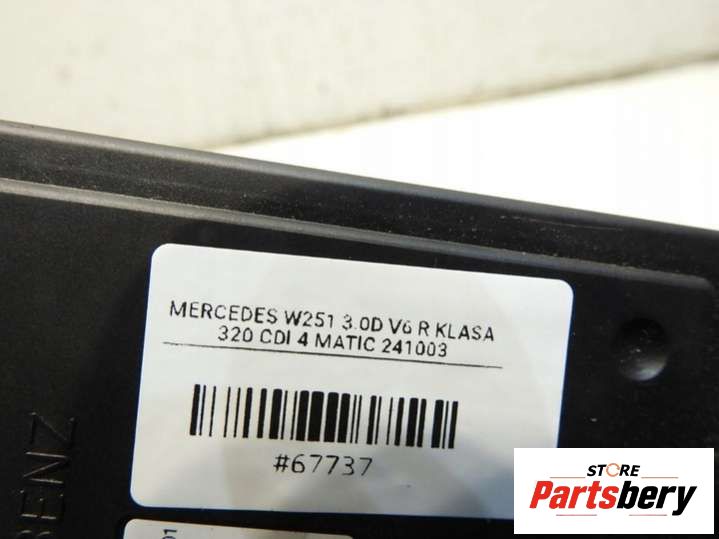 MERCEDES W251 3.0D V6 R KLASA
320 CDI 4 MATIC 241003
#67737
STORE
Partsbery